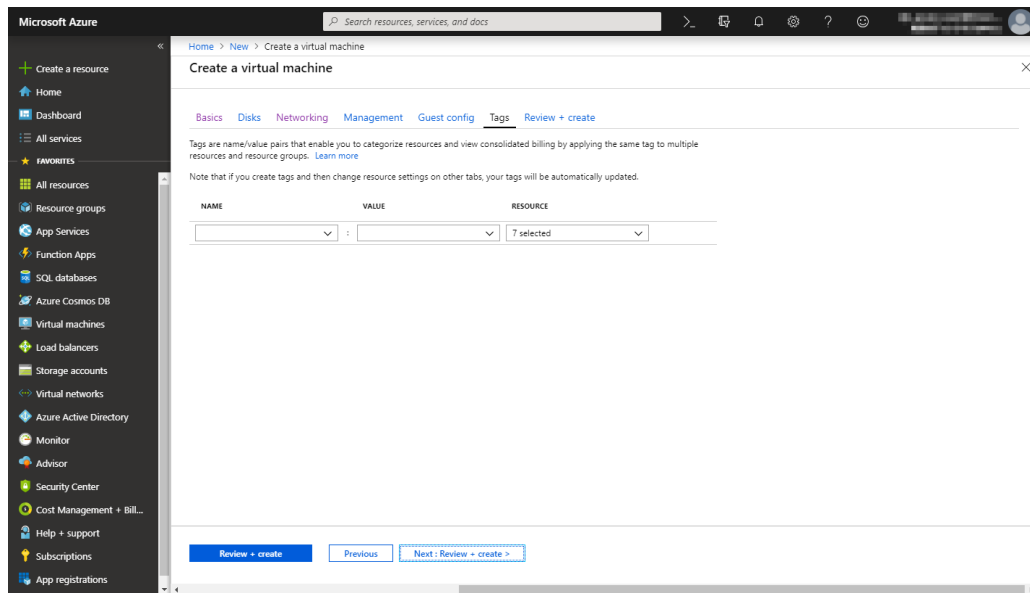 Microsoft Azure
Search resources, services, and docs
Home > New > Create a virtual machine
Create a virtual machine
Create a resource
Home
Dashboard
All services
FAVORITES
All resources
Resource groups
App Services
Function Apps
SQL databases
Azure Cosmos DB
Virtual machines
Load balancers
Storage accounts
Virtual networks
Azure Active Directory
Monitor
Advisor
Security Center
Cost Management + Bill...
Help + support
Subscriptions
App registrations
Basics Disks Networking Management Guest config Tags Review + create
Tags are name/value pairs that enable you to categorize resources and view consolidated billing by applying the same tag to multiple
resources and resource groups. Learn more
Note that if you create tags and then change resource settings on other tabs, your tags will be automatically updated.
NAME VALUE RESOURCE
: 7 selected
Review + create Previous Next : Review + create >